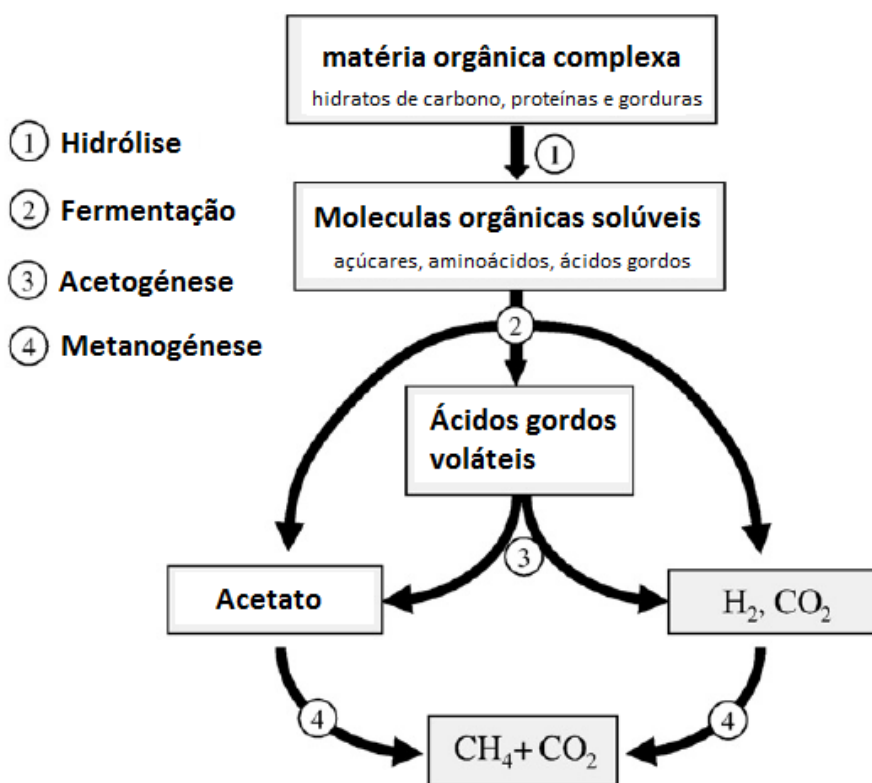 matéria orgânica complexa
hidratos de carbono, proteínas e gorduras
① Hidrólise
①
② Fermentação
Moleculas orgânicas solúveis
açúcares, aminoácidos, ácidos gordos
③ Acetogénese
④ Metanogénese
②
Ácidos gordos
voláteis
③
Acetato
H₂, CO₂
④
④
CH₄+ CO₂